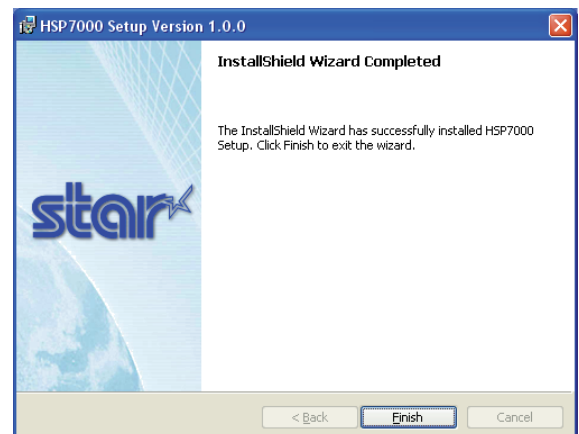 HSP7000 Setup Version 1.0.0
InstallShield Wizard Completed
The InstallShield Wizard has successfully installed HSP7000
Setup. Click Finish to exit the wizard.
star
< Back Finish Cancel